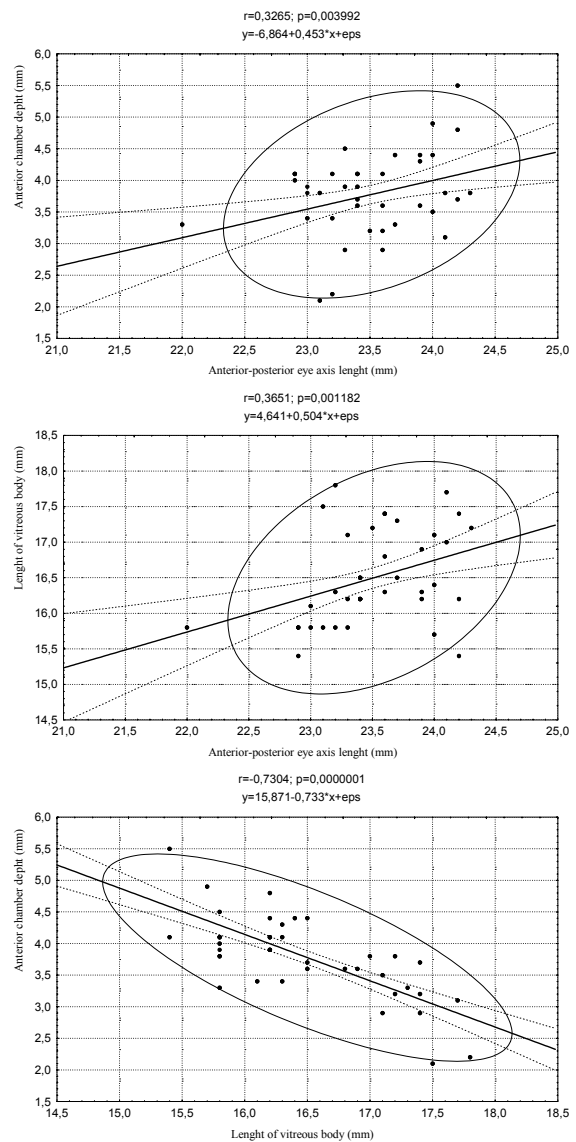 r=0,3265; p=0,003992
y=-6,864+0,453*x+eps
Anterior chamber depht (mm)
6,0
5,5
5,0
4,5
4,0
3,5
3,0
2,5
2,0
1,5
21,0 21,5 22,0 22,5 23,0 23,5 24,0 24,5 25,0
Anterior-posterior eye axis lenght (mm)
r=0,3651; p=0,001182
y=4,641+0,504*x+eps
Lenght of vitreous body (mm)
18,5
18,0
17,5
17,0
16,5
16,0
15,5
15,0
14,5
21,0 21,5 22,0 22,5 23,0 23,5 24,0 24,5 25,0
Anterior-posterior eye axis lenght (mm)
r=-0,7304; p=0,0000001
y=15,871-0,733*x+eps
Anterior chamber depht (mm)
6,0
5,5
5,0
4,5
4,0
3,5
3,0
2,5
2,0
1,5
14,5 15,0 15,5 16,0 16,5 17,0 17,5 18,0 18,5
Lenght of vitreous body (mm)